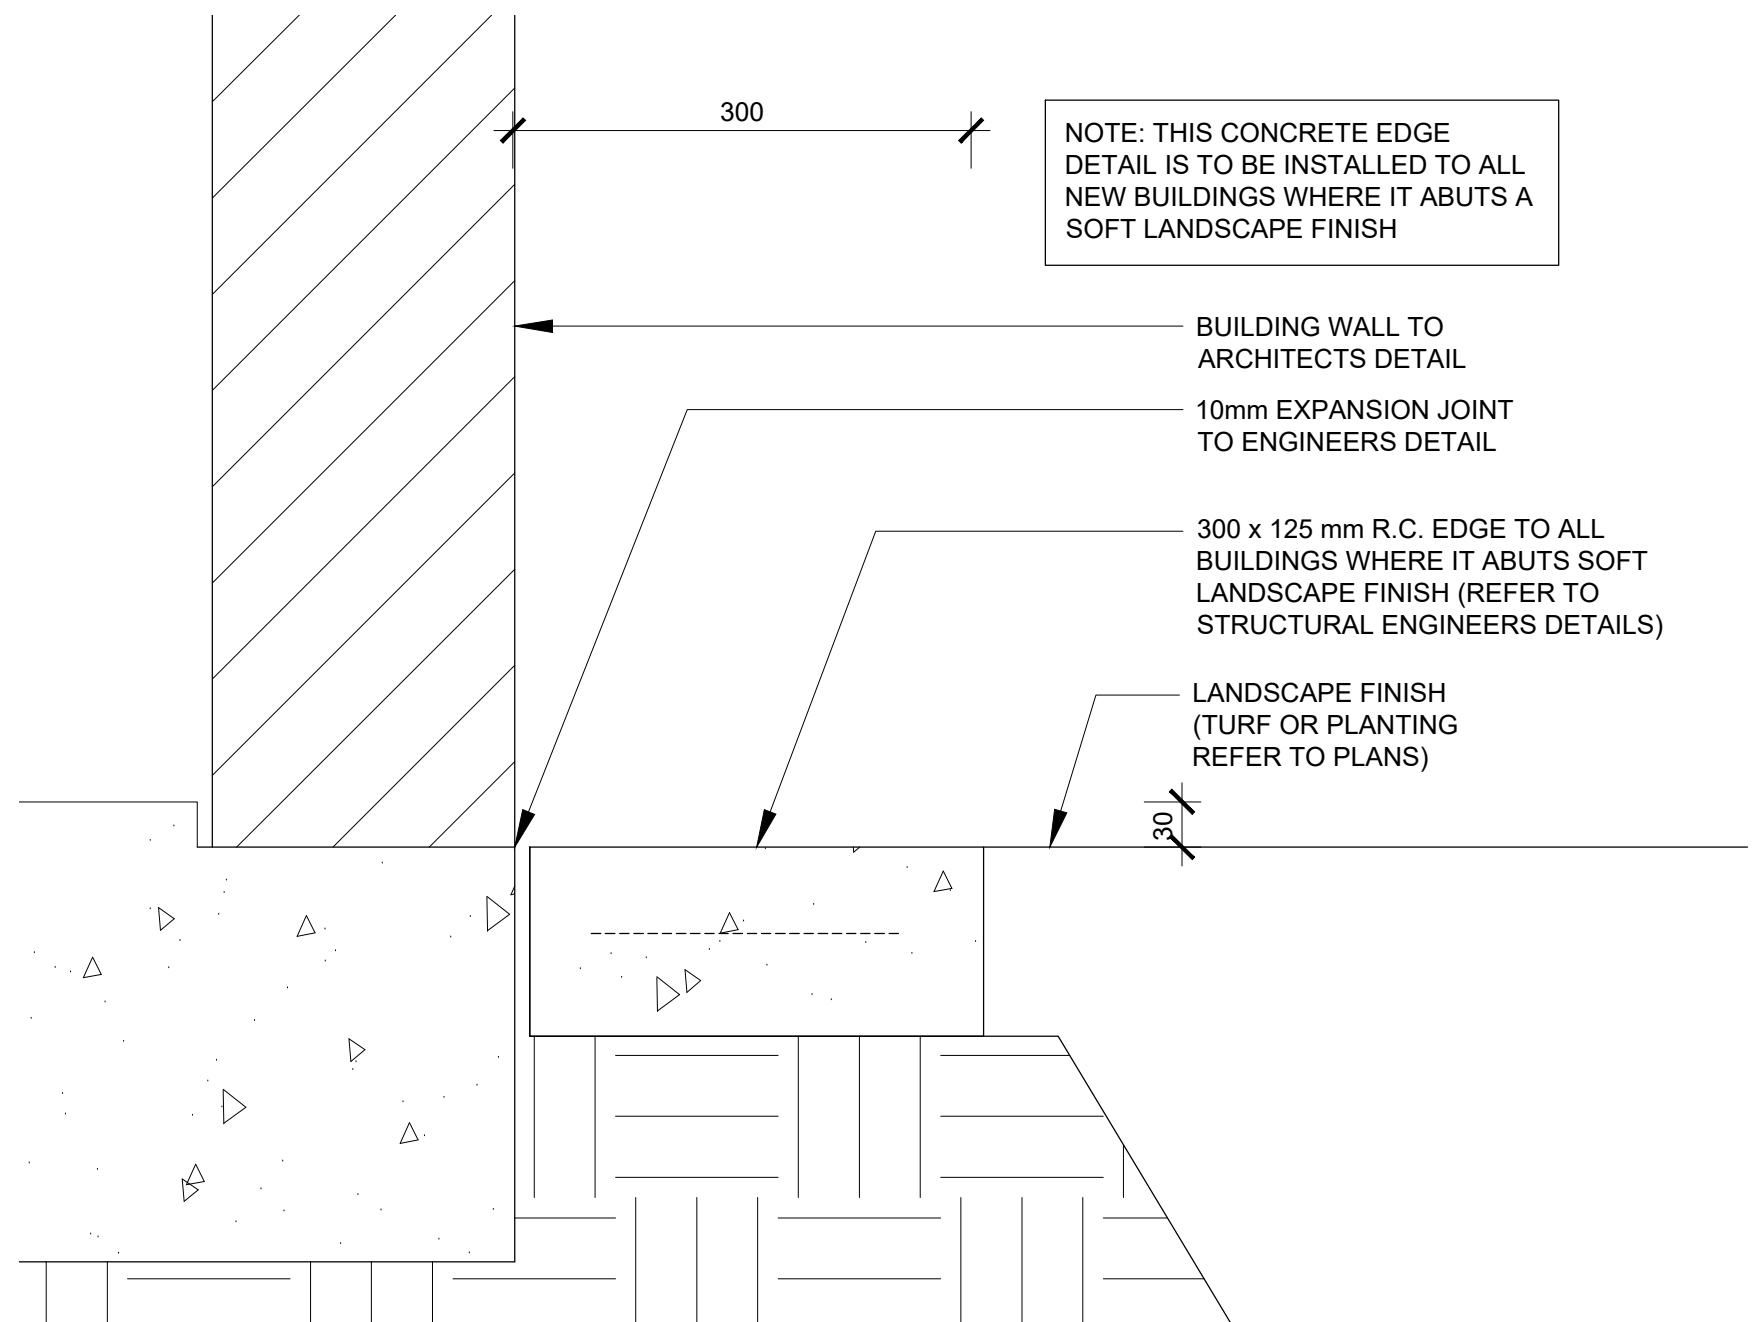 300
NOTE: THIS CONCRETE EDGE
DETAIL IS TO BE INSTALLED TO ALL
NEW BUILDINGS WHERE IT ABUTS A
SOFT LANDSCAPE FINISH
BUILDING WALL TO
ARCHITECTS DETAIL
10mm EXPANSION JOINT
TO ENGINEERS DETAIL
300 x 125 mm R.C. EDGE TO ALL
BUILDINGS WHERE IT ABUTS SOFT
LANDSCAPE FINISH (REFER TO
STRUCTURAL ENGINEERS DETAILS)
LANDSCAPE FINISH
(TURF OR PLANTING
REFER TO PLANS)
30